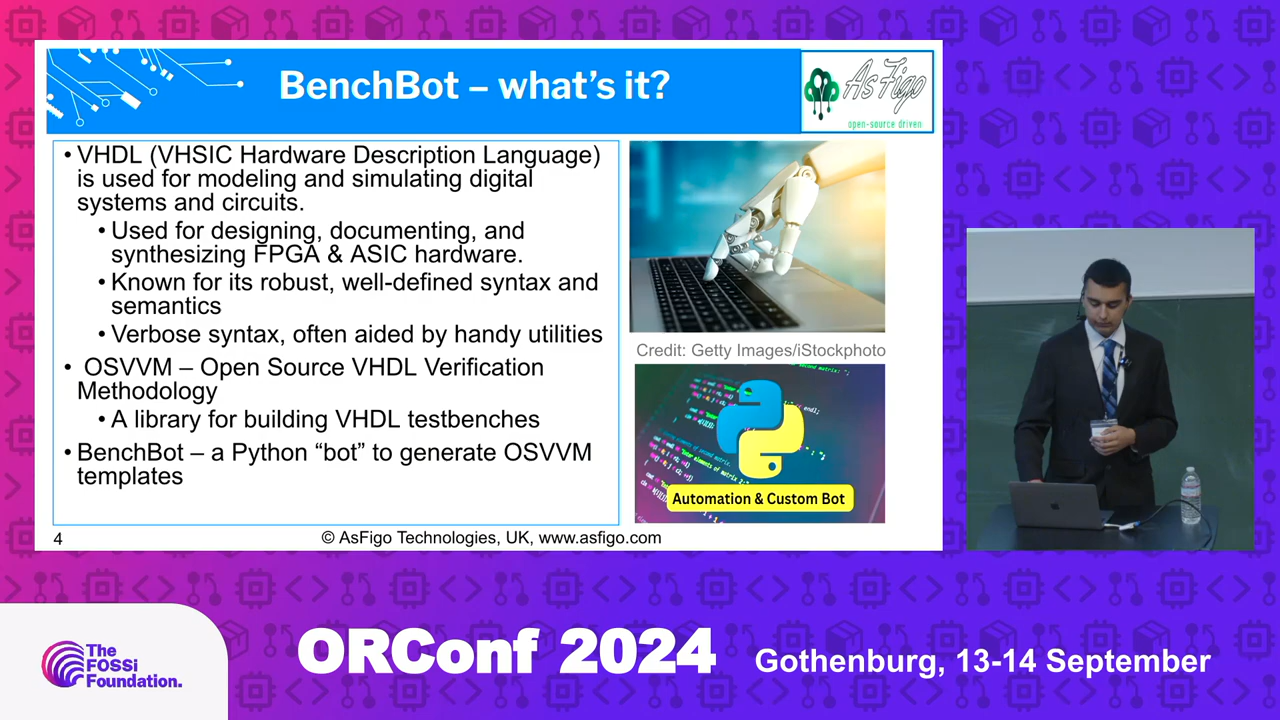 BenchBot – what's it?
AsFigo
open-source driven
• VHDL (VHSIC Hardware Description Language)
is used for modeling and simulating digital
systems and circuits.
• Used for designing, documenting, and
synthesizing FPGA & ASIC hardware.
• Known for its robust, well-defined syntax and
semantics
• Verbose syntax, often aided by handy utilities
• OSVVM – Open Source VHDL Verification
Methodology
• A library for building VHDL testbenches
• BenchBot – a Python “bot” to generate OSVVM
templates
Credit: Getty Images/iStockphoto
Automation & Custom Bot
4
© AsFigo Technologies, UK, www.asfigo.com
The
FOSSi
Foundation.
ORConf 2024
Gothenburg, 13-14 September